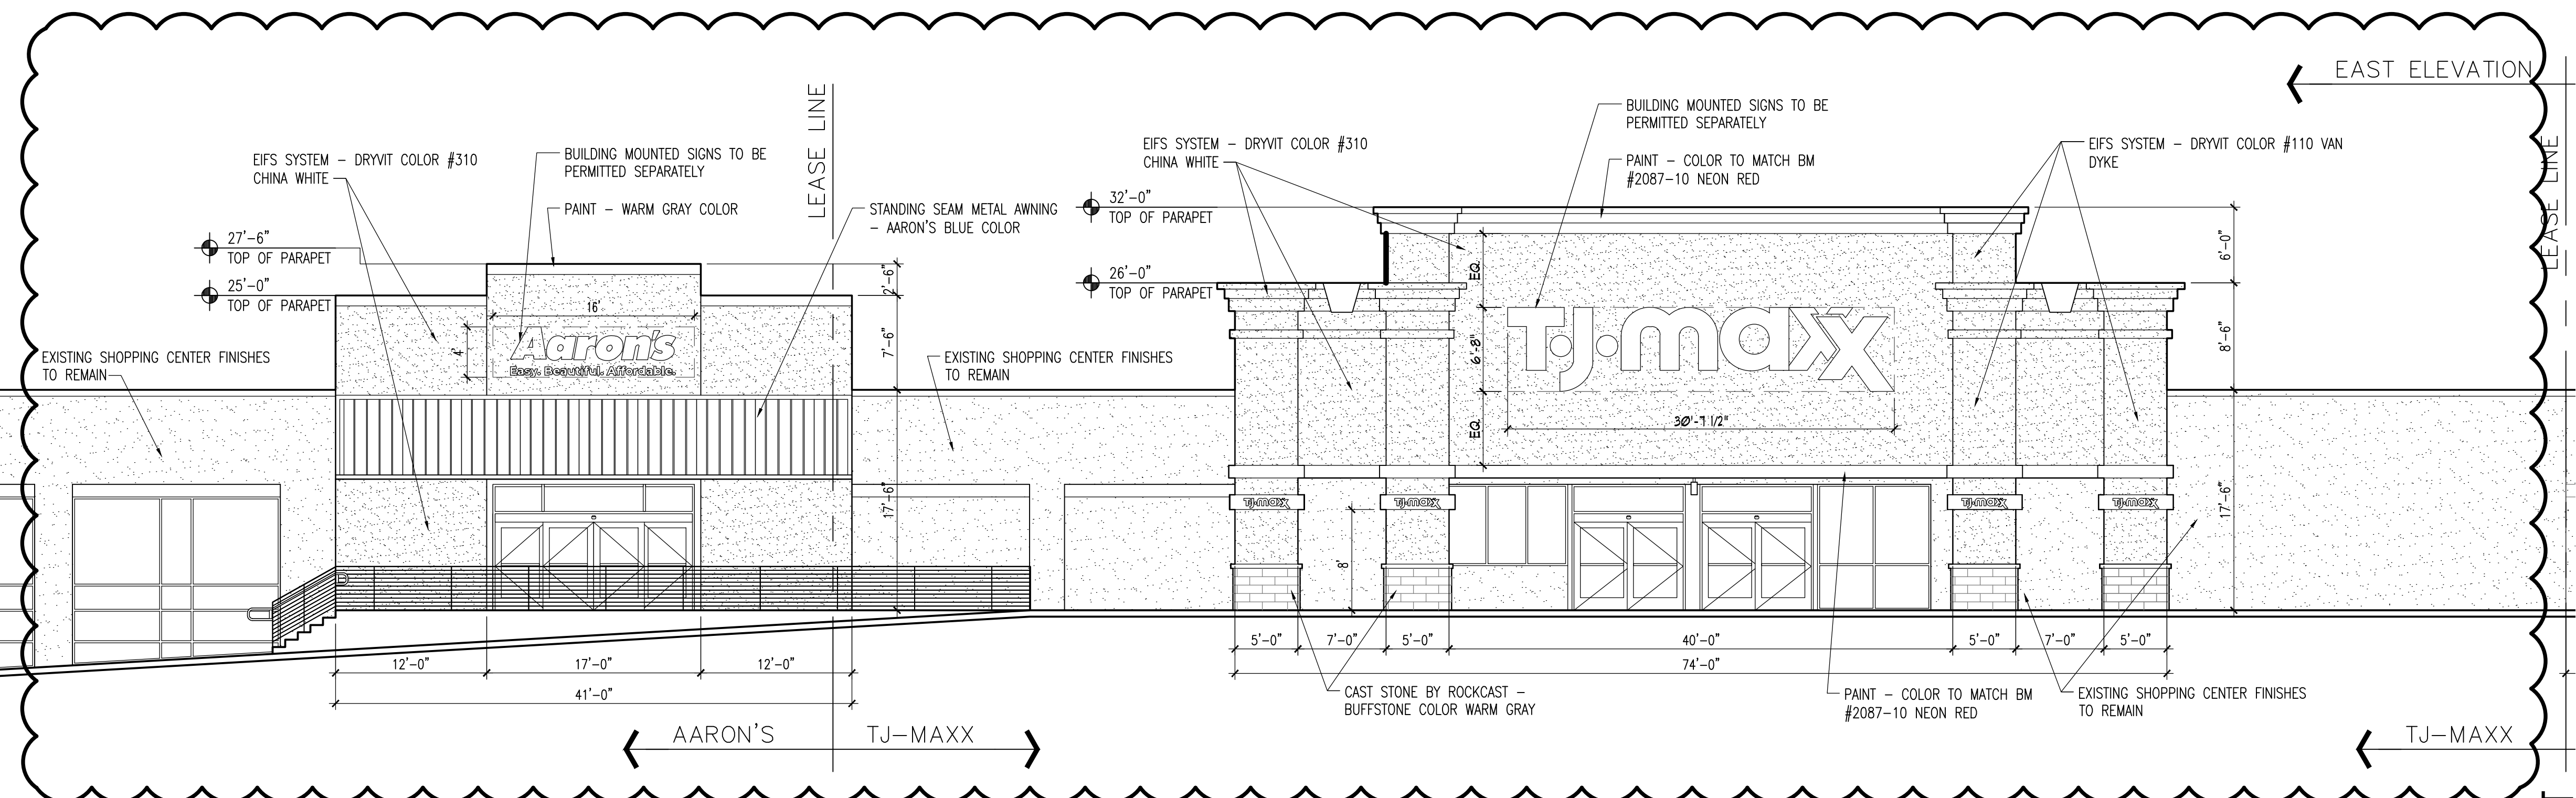 EAST ELEVATION
LEASE LINE
LEASE LINE
EIFS SYSTEM – DRYVIT COLOR #310
CHINA WHITE
BUILDING MOUNTED SIGNS TO BE
PERMITTED SEPARATELY
PAINT – WARM GRAY COLOR
STANDING SEAM METAL AWNING
– AARON'S BLUE COLOR
27'-6"
TOP OF PARAPET
25'-0"
TOP OF PARAPET
EXISTING SHOPPING CENTER FINISHES
TO REMAIN
16'
4'
Aaron's
Easy. Beautiful. Affordable.
2'-6"
7'-6"
17'-6"
EXISTING SHOPPING CENTER FINISHES
TO REMAIN
12'-0"
17'-0"
12'-0"
41'-0"
AARON'S
TJ-MAXX
EIFS SYSTEM – DRYVIT COLOR #310
CHINA WHITE
BUILDING MOUNTED SIGNS TO BE
PERMITTED SEPARATELY
PAINT – COLOR TO MATCH BM
#2087-10 NEON RED
EIFS SYSTEM – DRYVIT COLOR #110 VAN
DYKE
32'-0"
TOP OF PARAPET
26'-0"
TOP OF PARAPET
EQ.
6'-8"
EQ.
T.J.maxx
30'-7 1/2"
6'-0"
8'-6"
17'-6"
T.J.maxx
T.J.maxx
T.J.maxx
T.J.maxx
8'
5'-0"
7'-0"
5'-0"
40'-0"
5'-0"
7'-0"
5'-0"
74'-0"
CAST STONE BY ROCKCAST –
BUFFSTONE COLOR WARM GRAY
PAINT – COLOR TO MATCH BM
#2087-10 NEON RED
EXISTING SHOPPING CENTER FINISHES
TO REMAIN
TJ-MAXX